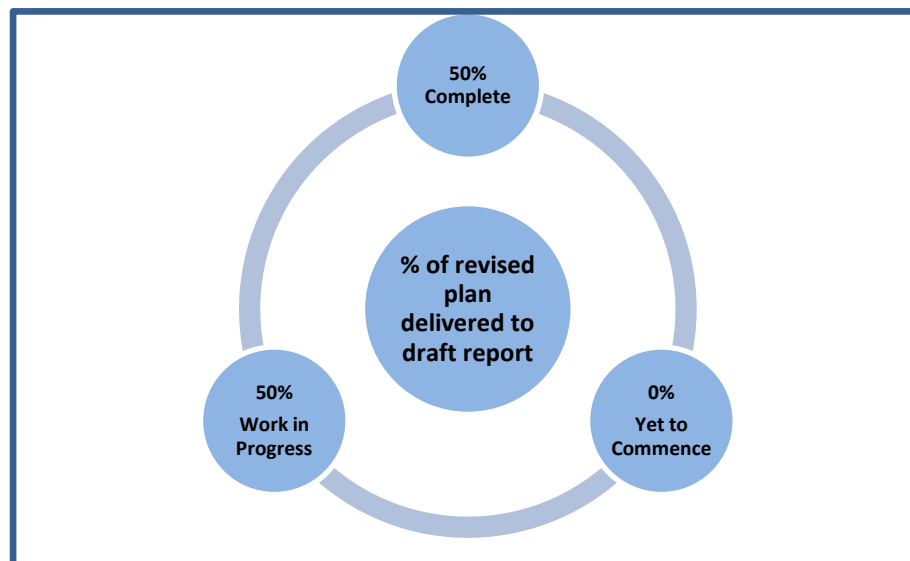 50%
Complete
% of revised
plan
delivered to
draft report
50%
Work in
Progress
0%
Yet to
Commence